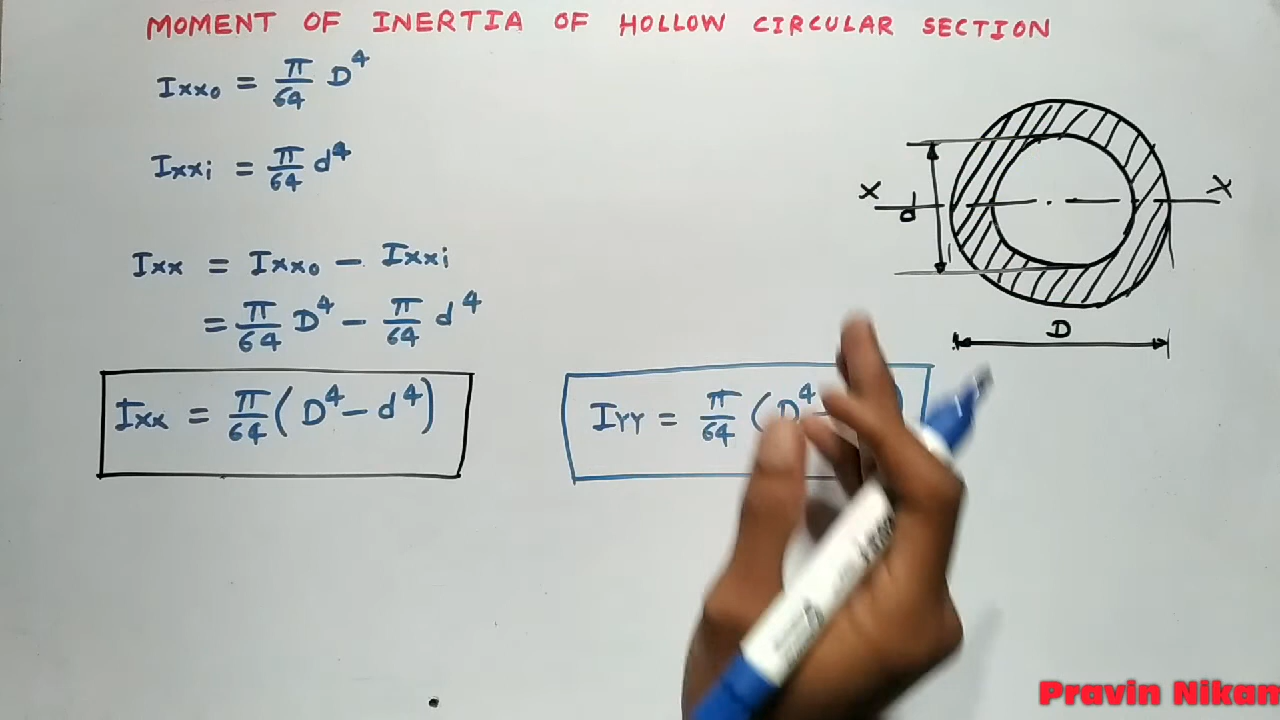 MOMENT OF INERTIA OF HOLLOW CIRCULAR SECTION
Ixxo = π/64 D⁴
Ixxi = π/64 d⁴
Ixx = Ixxo - Ixxi
= π/64 D⁴ - π/64 d⁴
Ixx = π/64 (D⁴ - d⁴)
IYY = π/64 (D⁴ -
X
X
d
D
Pravin Nikan